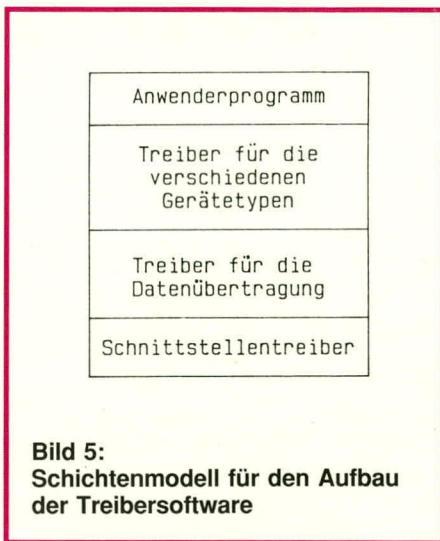 Anwenderprogramm
Treiber für die
verschiedenen
Gerätetypen
Treiber für die
Datenübertragung
Schnittstellentreiber
Bild 5:
Schichtenmodell für den Aufbau
der Treibersoftware